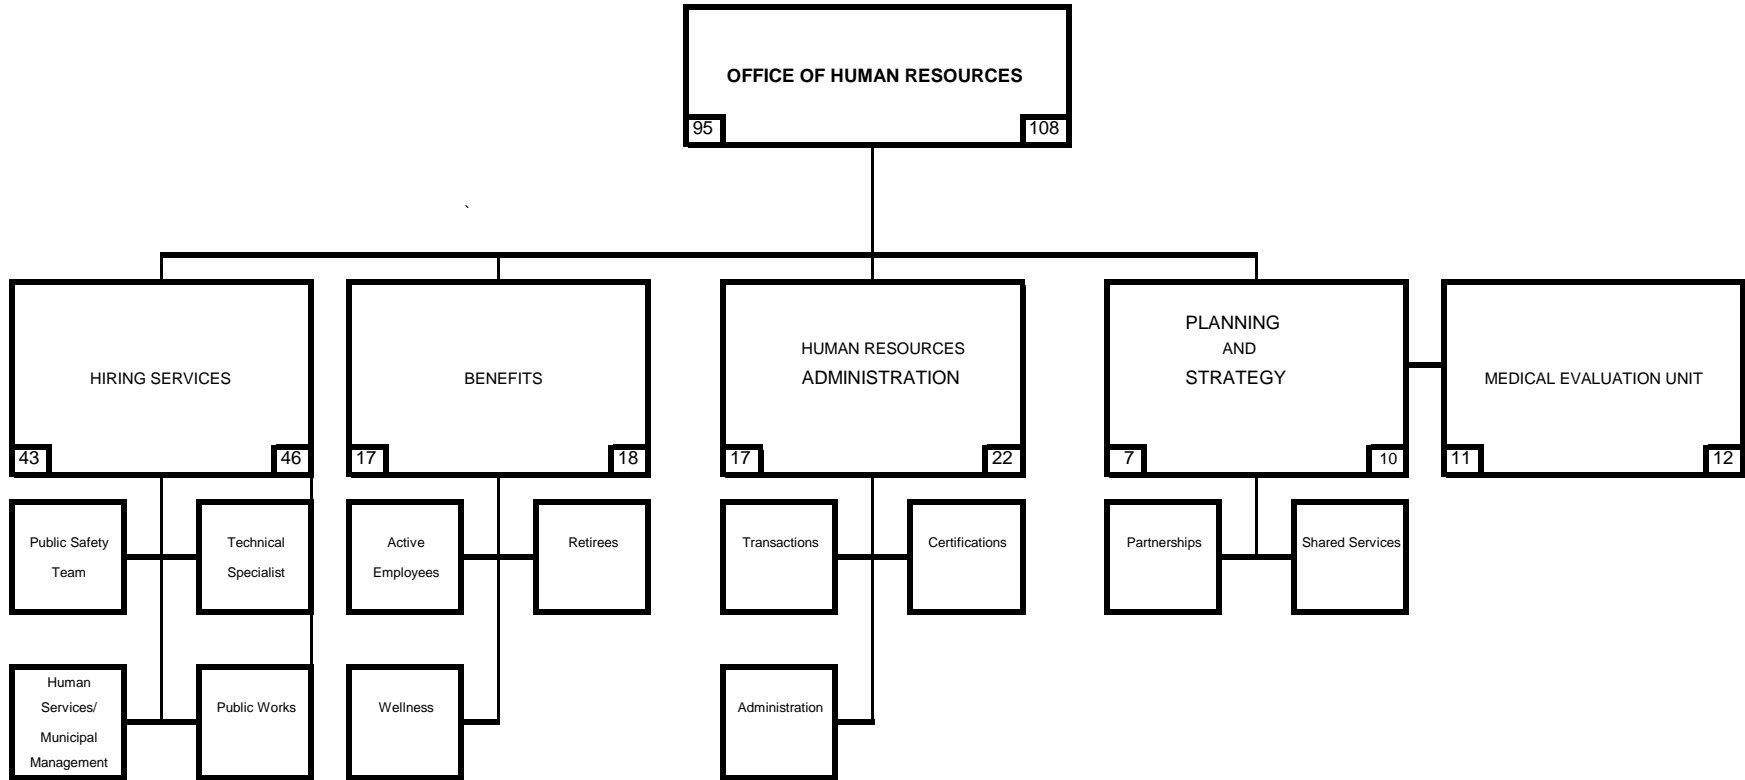 OFFICE OF HUMAN RESOURCES
95 108
`
HIRING SERVICES
43 46
BENEFITS
17 18
HUMAN RESOURCES
ADMINISTRATION
17 22
PLANNING
AND
STRATEGY
7 10
MEDICAL EVALUATION UNIT
11 12
Public Safety
Team
Technical
Specialist
Human
Services/
Municipal
Management
Public Works
Active
Employees
Retirees
Wellness
Transactions
Certifications
Administration
Partnerships
Shared Services